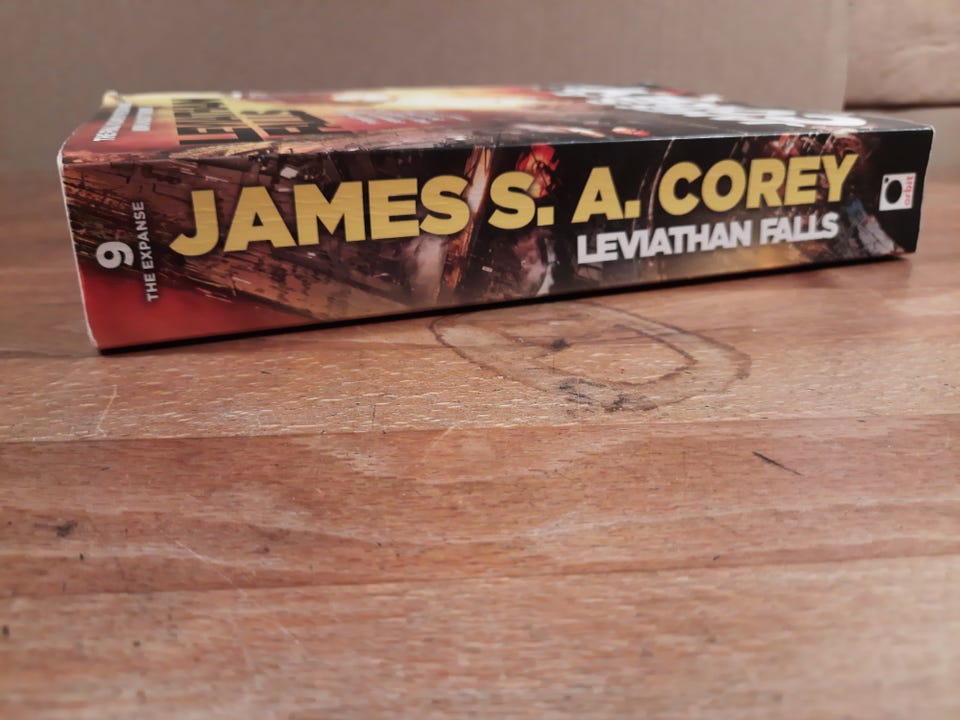 JAMES S. A. COREY
LEVIATHAN FALLS
9
THE EXPANSE
orbit